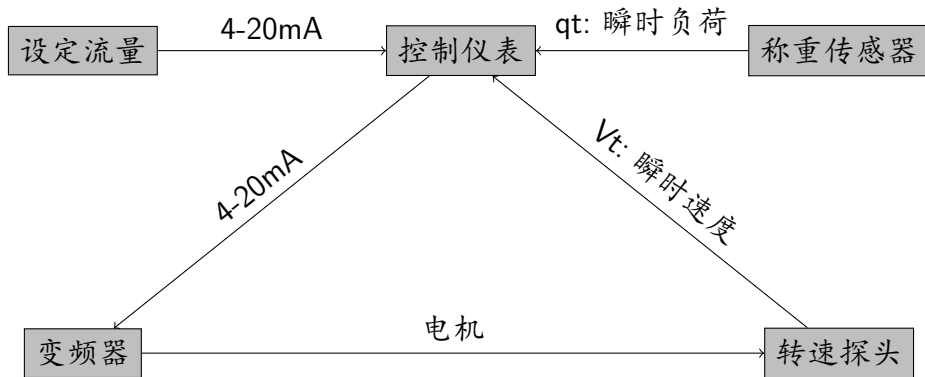 设定流量
4-20mA
控制仪表
qt: 瞬时负荷
称重传感器
4-20mA
Vt: 瞬时速度
变频器
电机
转速探头